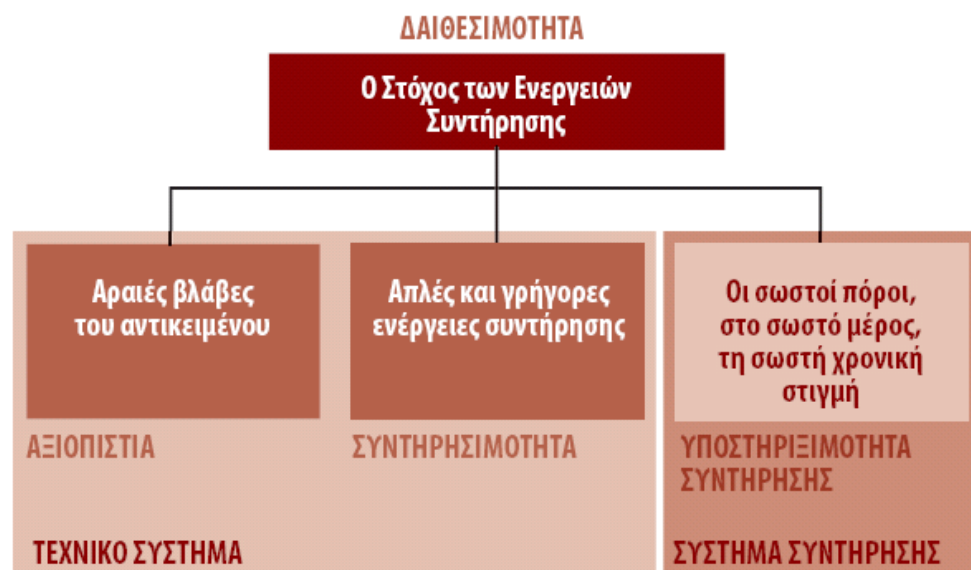 ΔΑΙΘΕΣΙΜΟΤΗΤΑ
Ο Στόχος των Ενεργειών
Συντήρησης
Αραιές βλάβες
του αντικειμένου
ΑΞΙΟΠΙΣΤΙΑ
Απλές και γρήγορες
ενέργειες συντήρησης
ΣΥΝΤΗΡΗΣΙΜΟΤΗΤΑ
Οι σωστοί πόροι,
στο σωστό μέρος,
τη σωστή χρονική
στιγμή
ΥΠΟΣΤΗΡΙΞΙΜΟΤΗΤΑ
ΣΥΝΤΗΡΗΣΗΣ
ΤΕΧΝΙΚΟ ΣΥΣΤΗΜΑ
ΣΥΣΤΗΜΑ ΣΥΝΤΗΡΗΣΗΣ